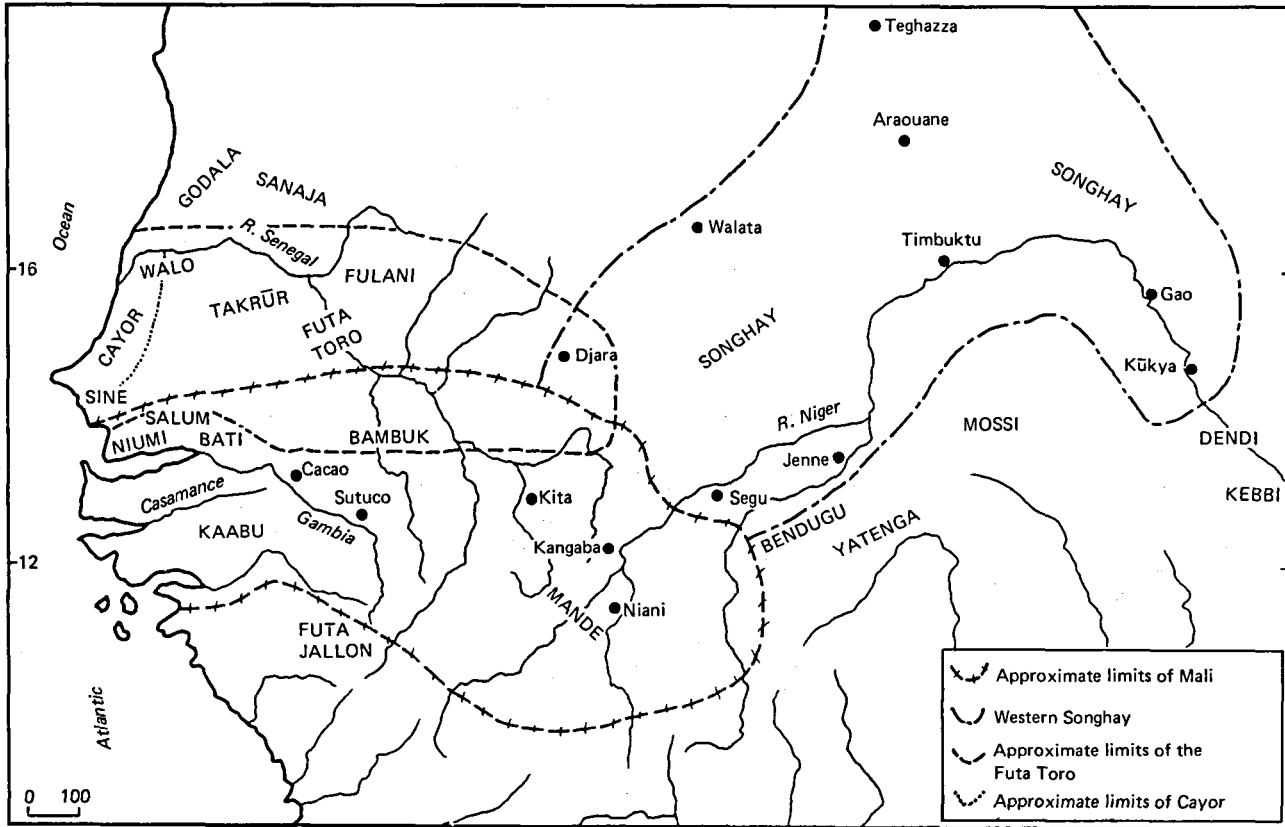 Teghazza
Araouane
GODALA
SANAJA
SONGHAY
Ocean
Walata
R. Senegal
Timbuktu
16
WALO
FULANI
TAKRŪR
Gao
FUTA
TORO
CAYOR
SONGHAY
Djara
Kūkya
SINE
SALUM
R. Niger
MOSSI
NIUMI
BATI
BAMBUK
DENDI
Jenne
Cacao
KEBBI
Casamance
Sutuco
Kita
Segu
KAABU
Gambia
BENDUGU
YATENGA
Kangaba
12
MANDE
Niani
FUTA
JALLON
Atlantic
Approximate limits of Mali
Western Songhay
Approximate limits of the
Futa Toro
Approximate limits of Cayor
0 100